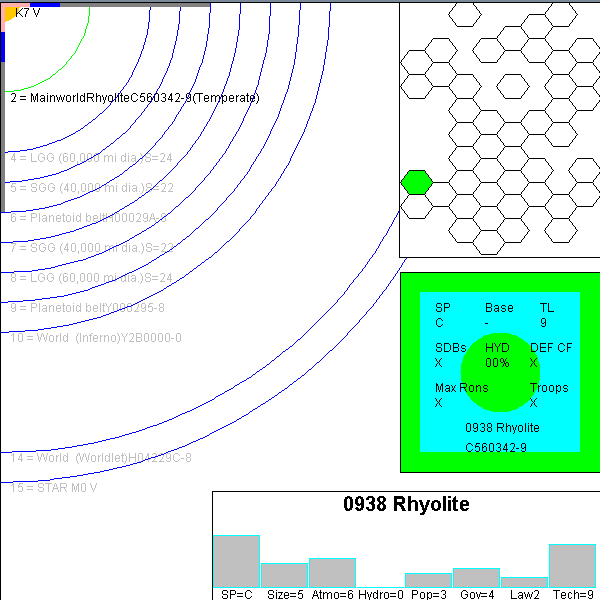 K7 V
2 = MainworldRhyoliteC560342-9(Temperate)
4 = LGG (60,000 mi dia.)S=24
5 = SGG (40,000 mi dia.)S=22
6 = Planetoid beltH00029A-8
7 = SGG (40,000 mi dia.)S=22
8 = LGG (60,000 mi dia.)S=24
9 = Planetoid beltY000295-8
10 = World  (Inferno)Y2B0000-0
14 = World  (Worldlet)H04229C-8
15 = STAR M0 V
SP Base TL
C - 9
SDBs HYD DEF CF
X 00% X
Max Rons Troops
X X
0938 Rhyolite
C560342-9
0938 Rhyolite
SP=C Size=5 Atmo=6 Hydro=0 Pop=3 Gov=4 Law2 Tech=9